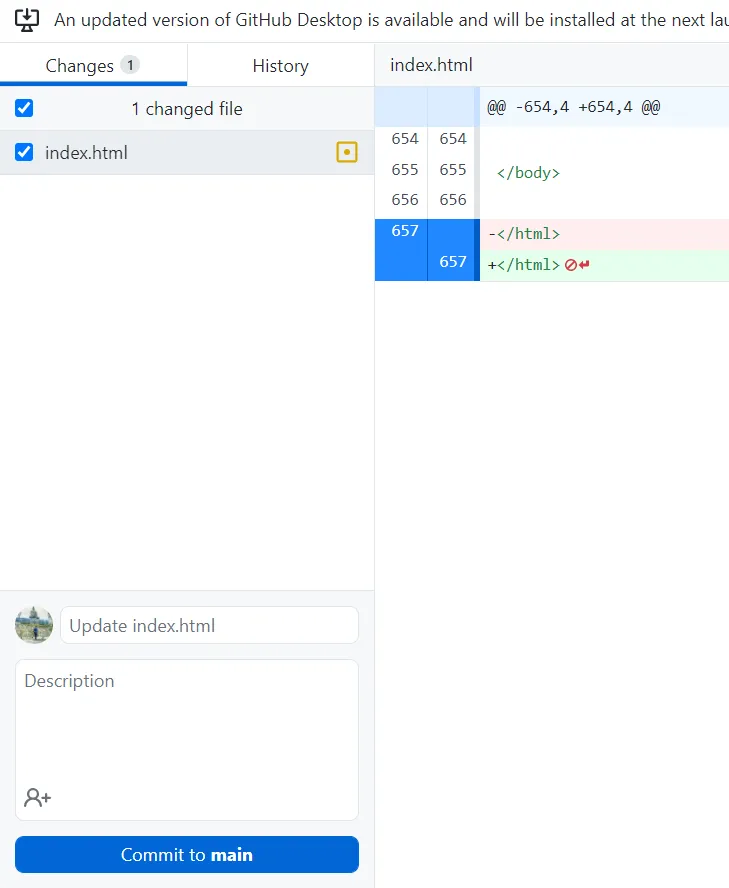 An updated version of GitHub Desktop is available and will be installed at the next lau
Changes 1
History
index.html
1 changed file
index.html
@@ -654,4 +654,4 @@
654 654
655 655 </body>
656 656
657 -</html>
657 +</html>
Update index.html
Description
Commit to main